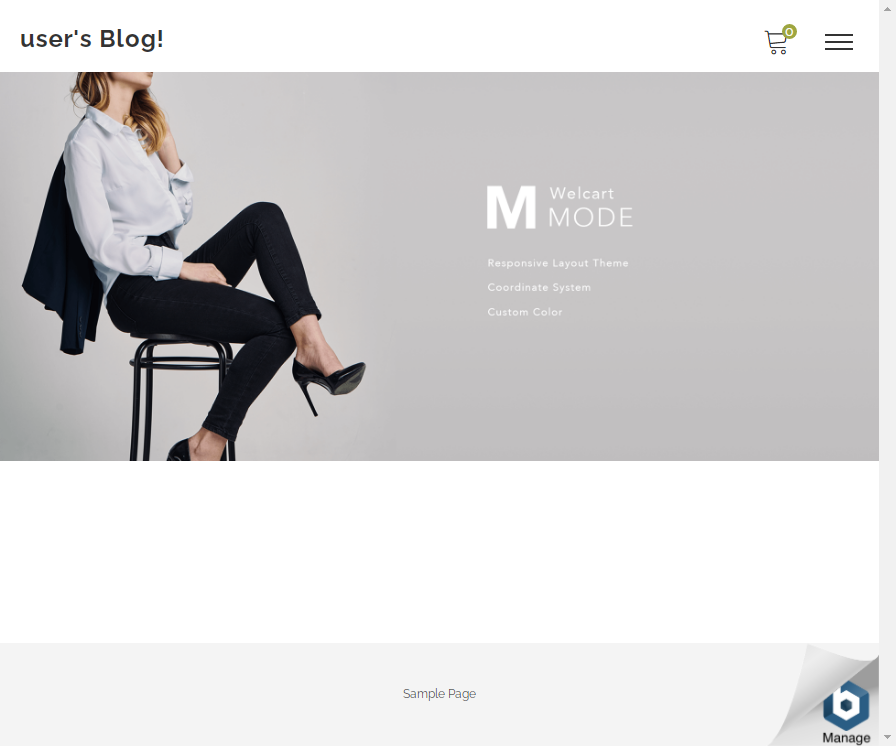 user's Blog!
0
M Welcart
MODE
Responsive Layout Theme
Coordinate System
Custom Color
Sample Page
b
Manage